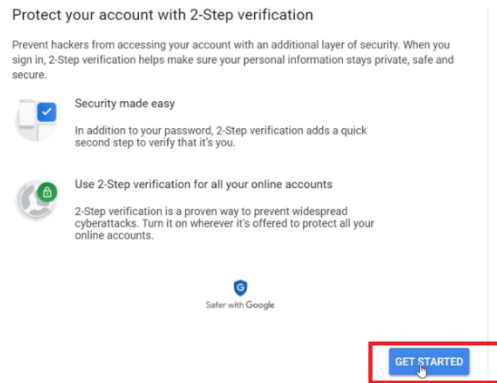 Protect your account with 2-Step verification
Prevent hackers from accessing your account with an additional layer of security. When you
sign in, 2-Step verification helps make sure your personal information stays private, safe and
secure.
Security made easy
In addition to your password, 2-Step verification adds a quick
second step to verify that it's you.
Use 2-Step verification for all your online accounts
2-Step verification is a proven way to prevent widespread
cyberattacks. Turn it on wherever it's offered to protect all your
online accounts.
G
Safer with Google
GET STARTED